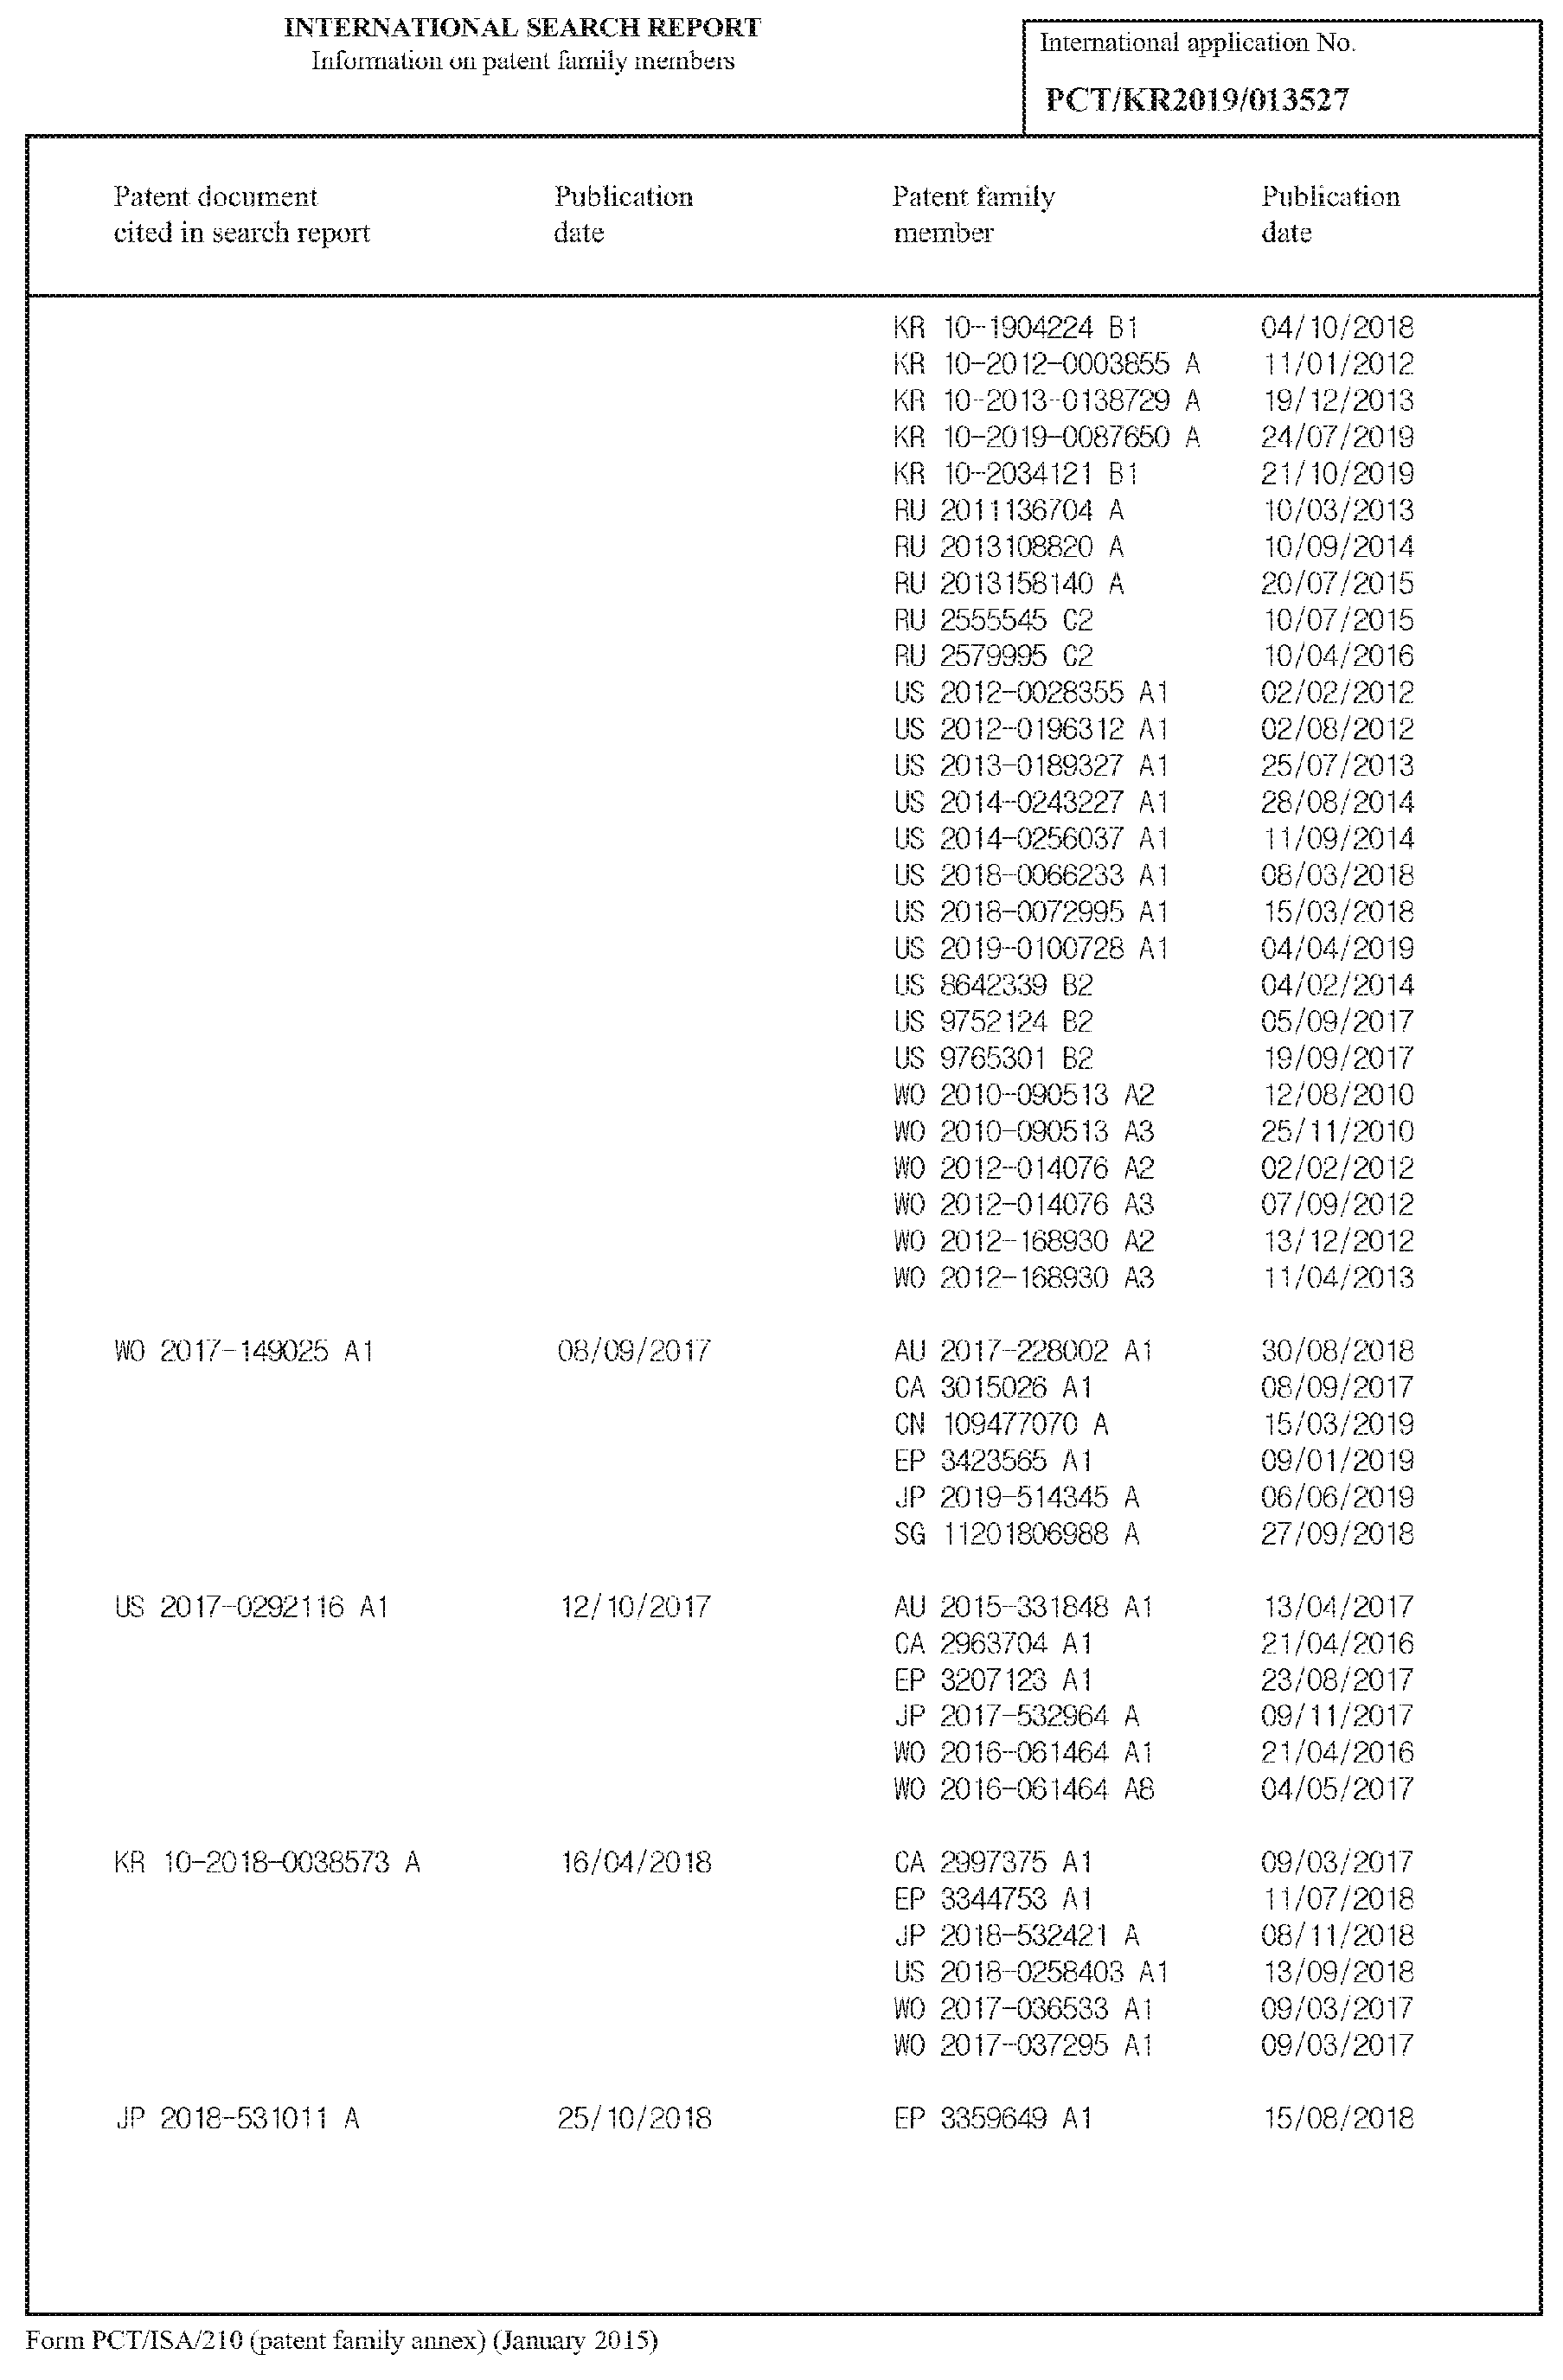 INTERNATIONAL SEARCH REPORT
Information on patent family members
International application No.
PCT/KR2019/013527
Patent document cited in search report
Publication date
Patent family member
Publication date
KR 10-1904224 B1 04/10/2018
KR 10-2012-0003855 A 11/01/2012
KR 10-2013-0138729 A 19/12/2013
KR 10-2019-0087650 A 24/07/2019
KR 10-2034121 B1 21/10/2019
RU 2011136704 A 10/03/2013
RU 2013108820 A 10/09/2014
RU 2013158140 A 20/07/2015
RU 2555545 C2 10/07/2015
RU 2579995 C2 10/04/2016
US 2012-0028355 A1 02/02/2012
US 2012-0196312 A1 02/08/2012
US 2013-0189327 A1 25/07/2013
US 2014-0243227 A1 28/08/2014
US 2014-0256037 A1 11/09/2014
US 2018-0066233 A1 08/03/2018
US 2018-0072995 A1 15/03/2018
US 2019-0100728 A1 04/04/2019
US 8642339 B2 04/02/2014
US 9752124 B2 05/09/2017
US 9765301 B2 19/09/2017
WO 2010-090513 A2 12/08/2010
WO 2010-090513 A3 25/11/2010
WO 2012-014076 A2 02/02/2012
WO 2012-014076 A3 07/09/2012
WO 2012-168930 A2 13/12/2012
WO 2012-168930 A3 11/04/2013
WO 2017-149025 A1 08/09/2017 AU 2017-228002 A1 30/08/2018
CA 3015026 A1 08/09/2017
CN 109477070 A 15/03/2019
EP 3423565 A1 09/01/2019
JP 2019-514345 A 06/06/2019
SG 11201806988 A 27/09/2018
US 2017-0292116 A1 12/10/2017 AU 2015-331848 A1 13/04/2017
CA 2963704 A1 21/04/2016
EP 3207123 A1 23/08/2017
JP 2017-532964 A 09/11/2017
WO 2016-061464 A1 21/04/2016
WO 2016-061464 A8 04/05/2017
KR 10-2018-0038573 A 16/04/2018 CA 2997375 A1 09/03/2017
EP 3344753 A1 11/07/2018
JP 2018-532421 A 08/11/2018
US 2018-0258403 A1 13/09/2018
WO 2017-036533 A1 09/03/2017
WO 2017-037295 A1 09/03/2017
JP 2018-531011 A 25/10/2018 EP 3359649 A1 15/08/2018
Form PCT/ISA/210 (patent family annex) (January 2015)